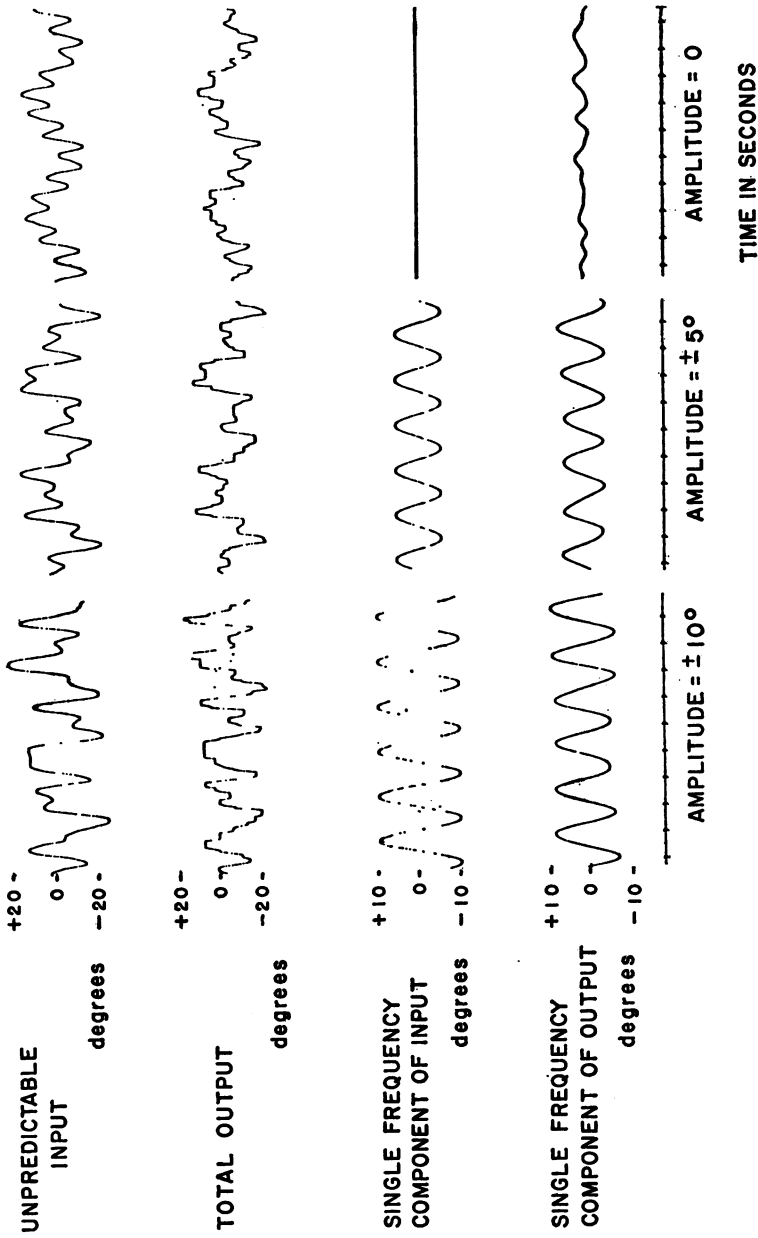 UNPREDICTABLE
INPUT
+20 -
0 -
-20 -
degrees
TOTAL OUTPUT
+20 -
0 -
-20 -
degrees
SINGLE FREQUENCY
COMPONENT OF INPUT
+10 -
0 -
-10 -
degrees
SINGLE FREQUENCY
COMPONENT OF OUTPUT
+10 -
0 -
-10 -
degrees
AMPLITUDE = ±10°
AMPLITUDE = ±5°
AMPLITUDE = 0
TIME IN SECONDS